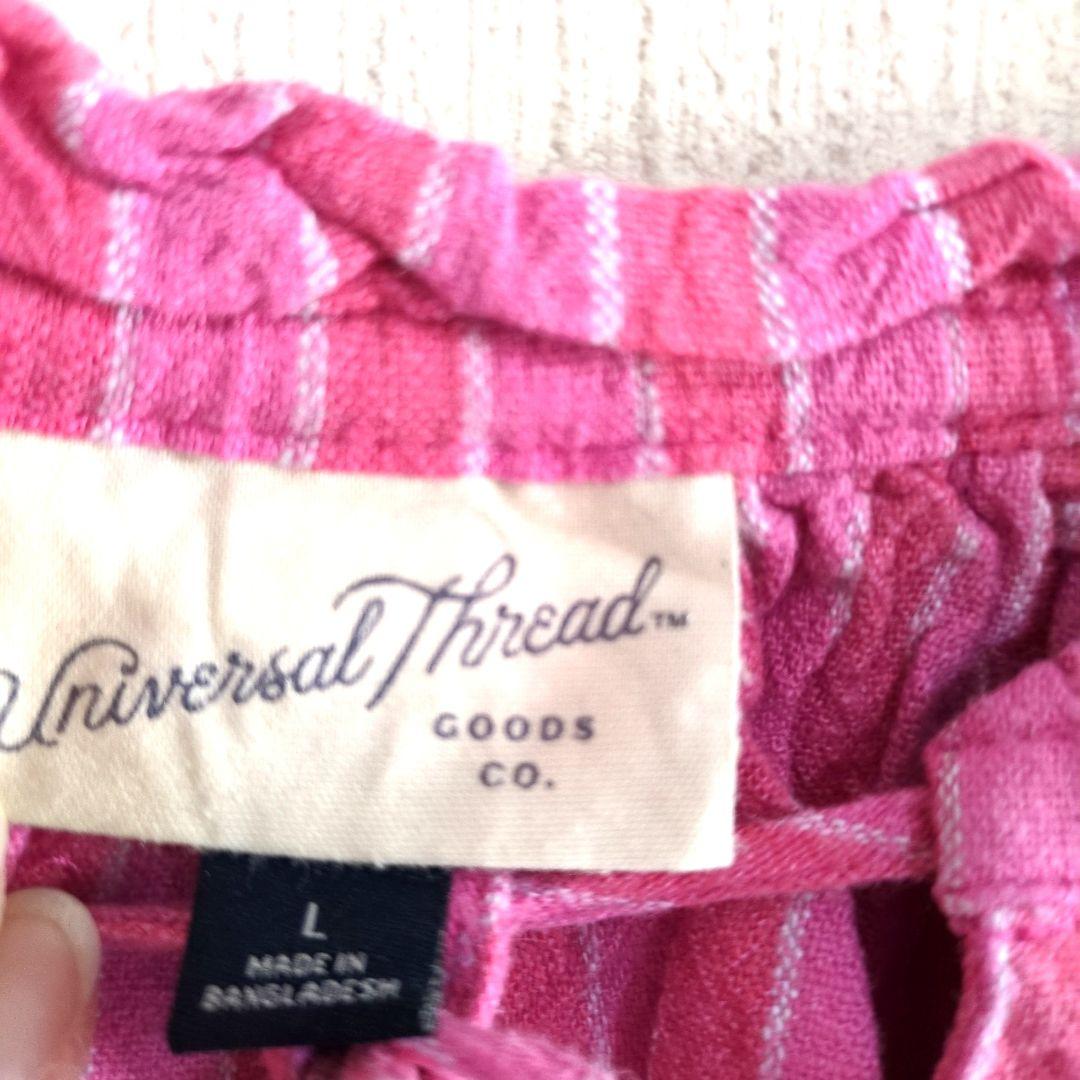 Universal Thread™
GOODS
CO.
L
MADE IN
BANGLADESH